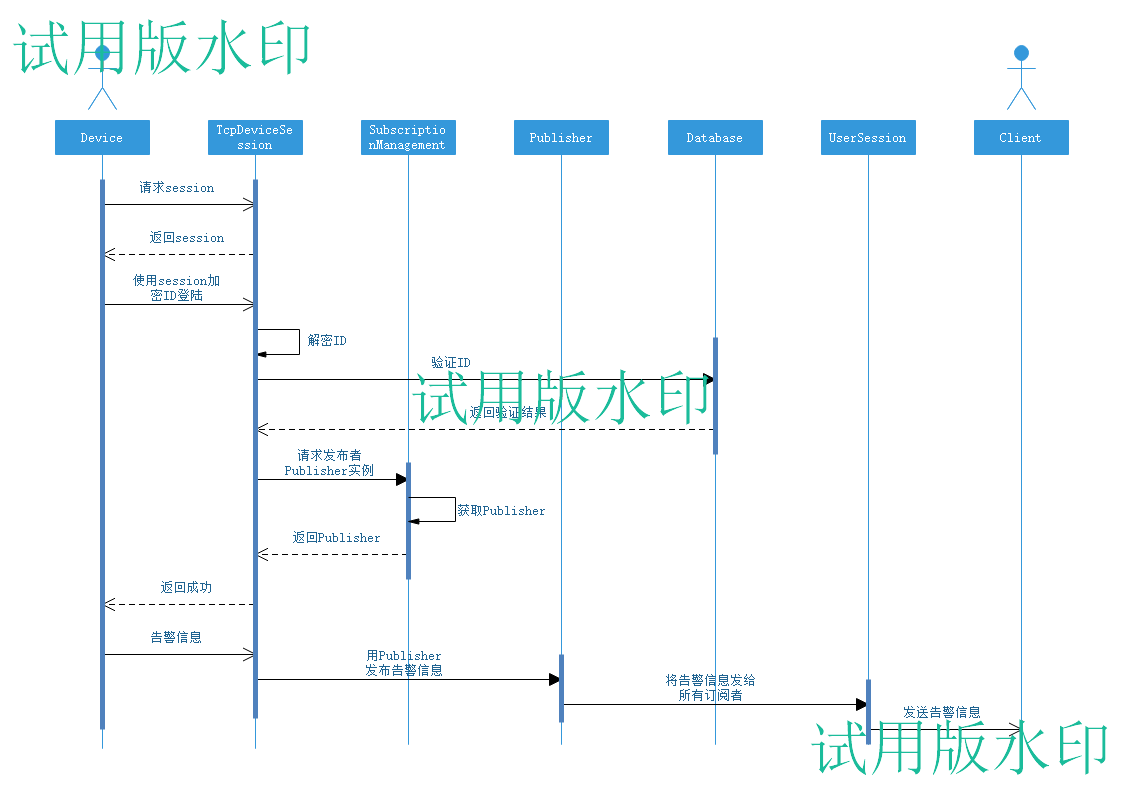 试用版水印
Device
TcpDeviceSe
ssion
Subscriptio
nManagement
Publisher
Database
UserSession
Client
请求session
返回session
使用session加
密ID登陆
解密ID
验证ID
试用版水印
返回验证结果
请求发布者
Publisher实例
获取Publisher
返回Publisher
返回成功
告警信息
用Publisher
发布告警信息
将告警信息发给
所有订阅者
发送告警信息
试用版水印